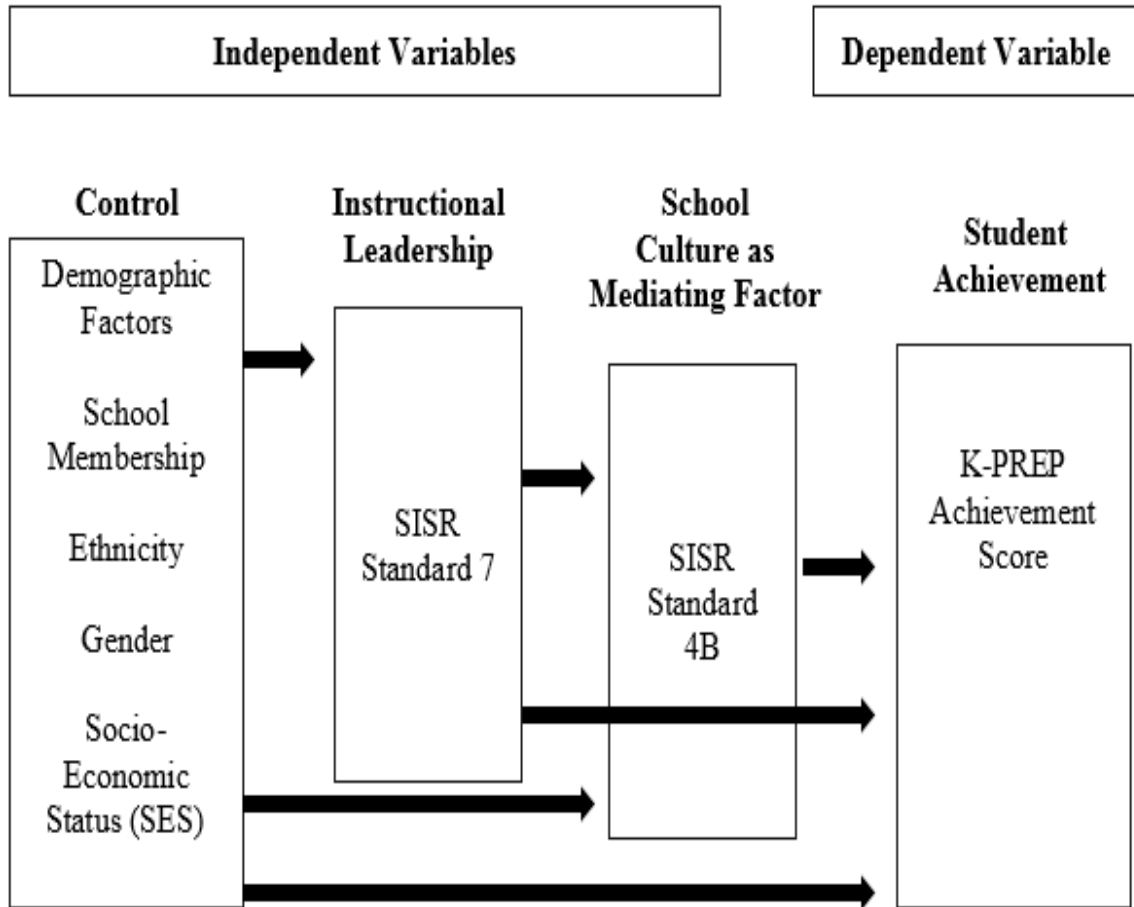 Independent Variables
Dependent Variable
Control
Demographic
Factors
School
Membership
Ethnicity
Gender
Socio-
Economic
Status (SES)
Instructional
Leadership
SISR
Standard 7
School
Culture as
Mediating Factor
SISR
Standard
4B
Student
Achievement
K-PREP
Achievement
Score